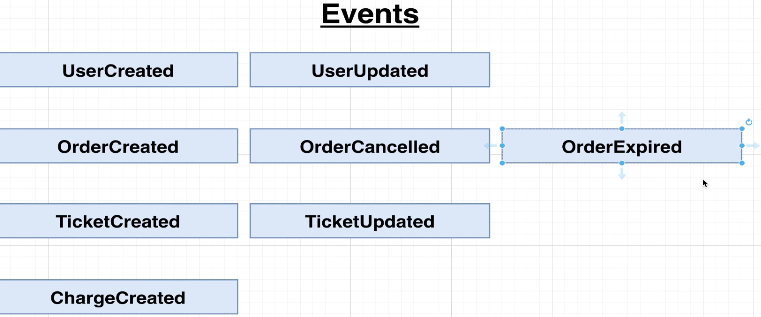 Events
UserCreated
UserUpdated
OrderCreated
OrderCancelled
OrderExpired
TicketCreated
TicketUpdated
ChargeCreated